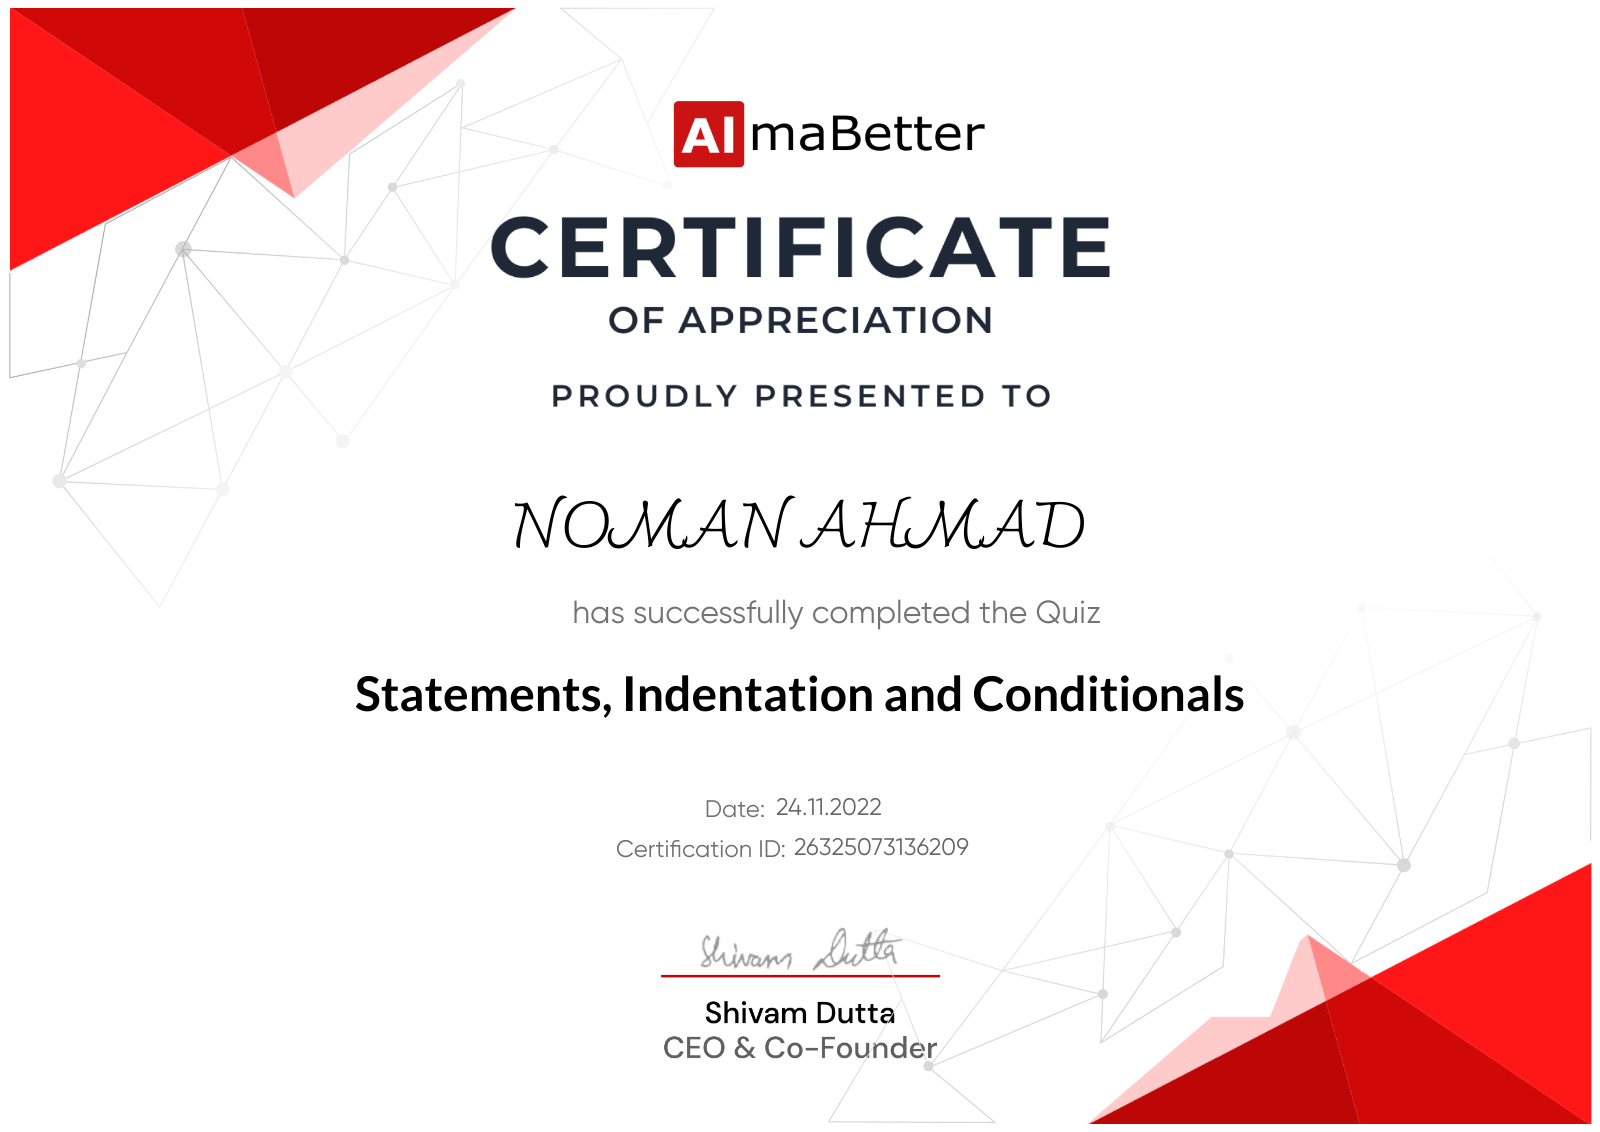 AlmaBetter
CERTIFICATE
OF APPRECIATION
PROUDLY PRESENTED TO
NOMAN AHMAD
has successfully completed the Quiz
Statements, Indentation and Conditionals
Date: 24.11.2022
Certification ID: 26325073136209
Shivam Dutta
Shivam Dutta
CEO & Co-Founder